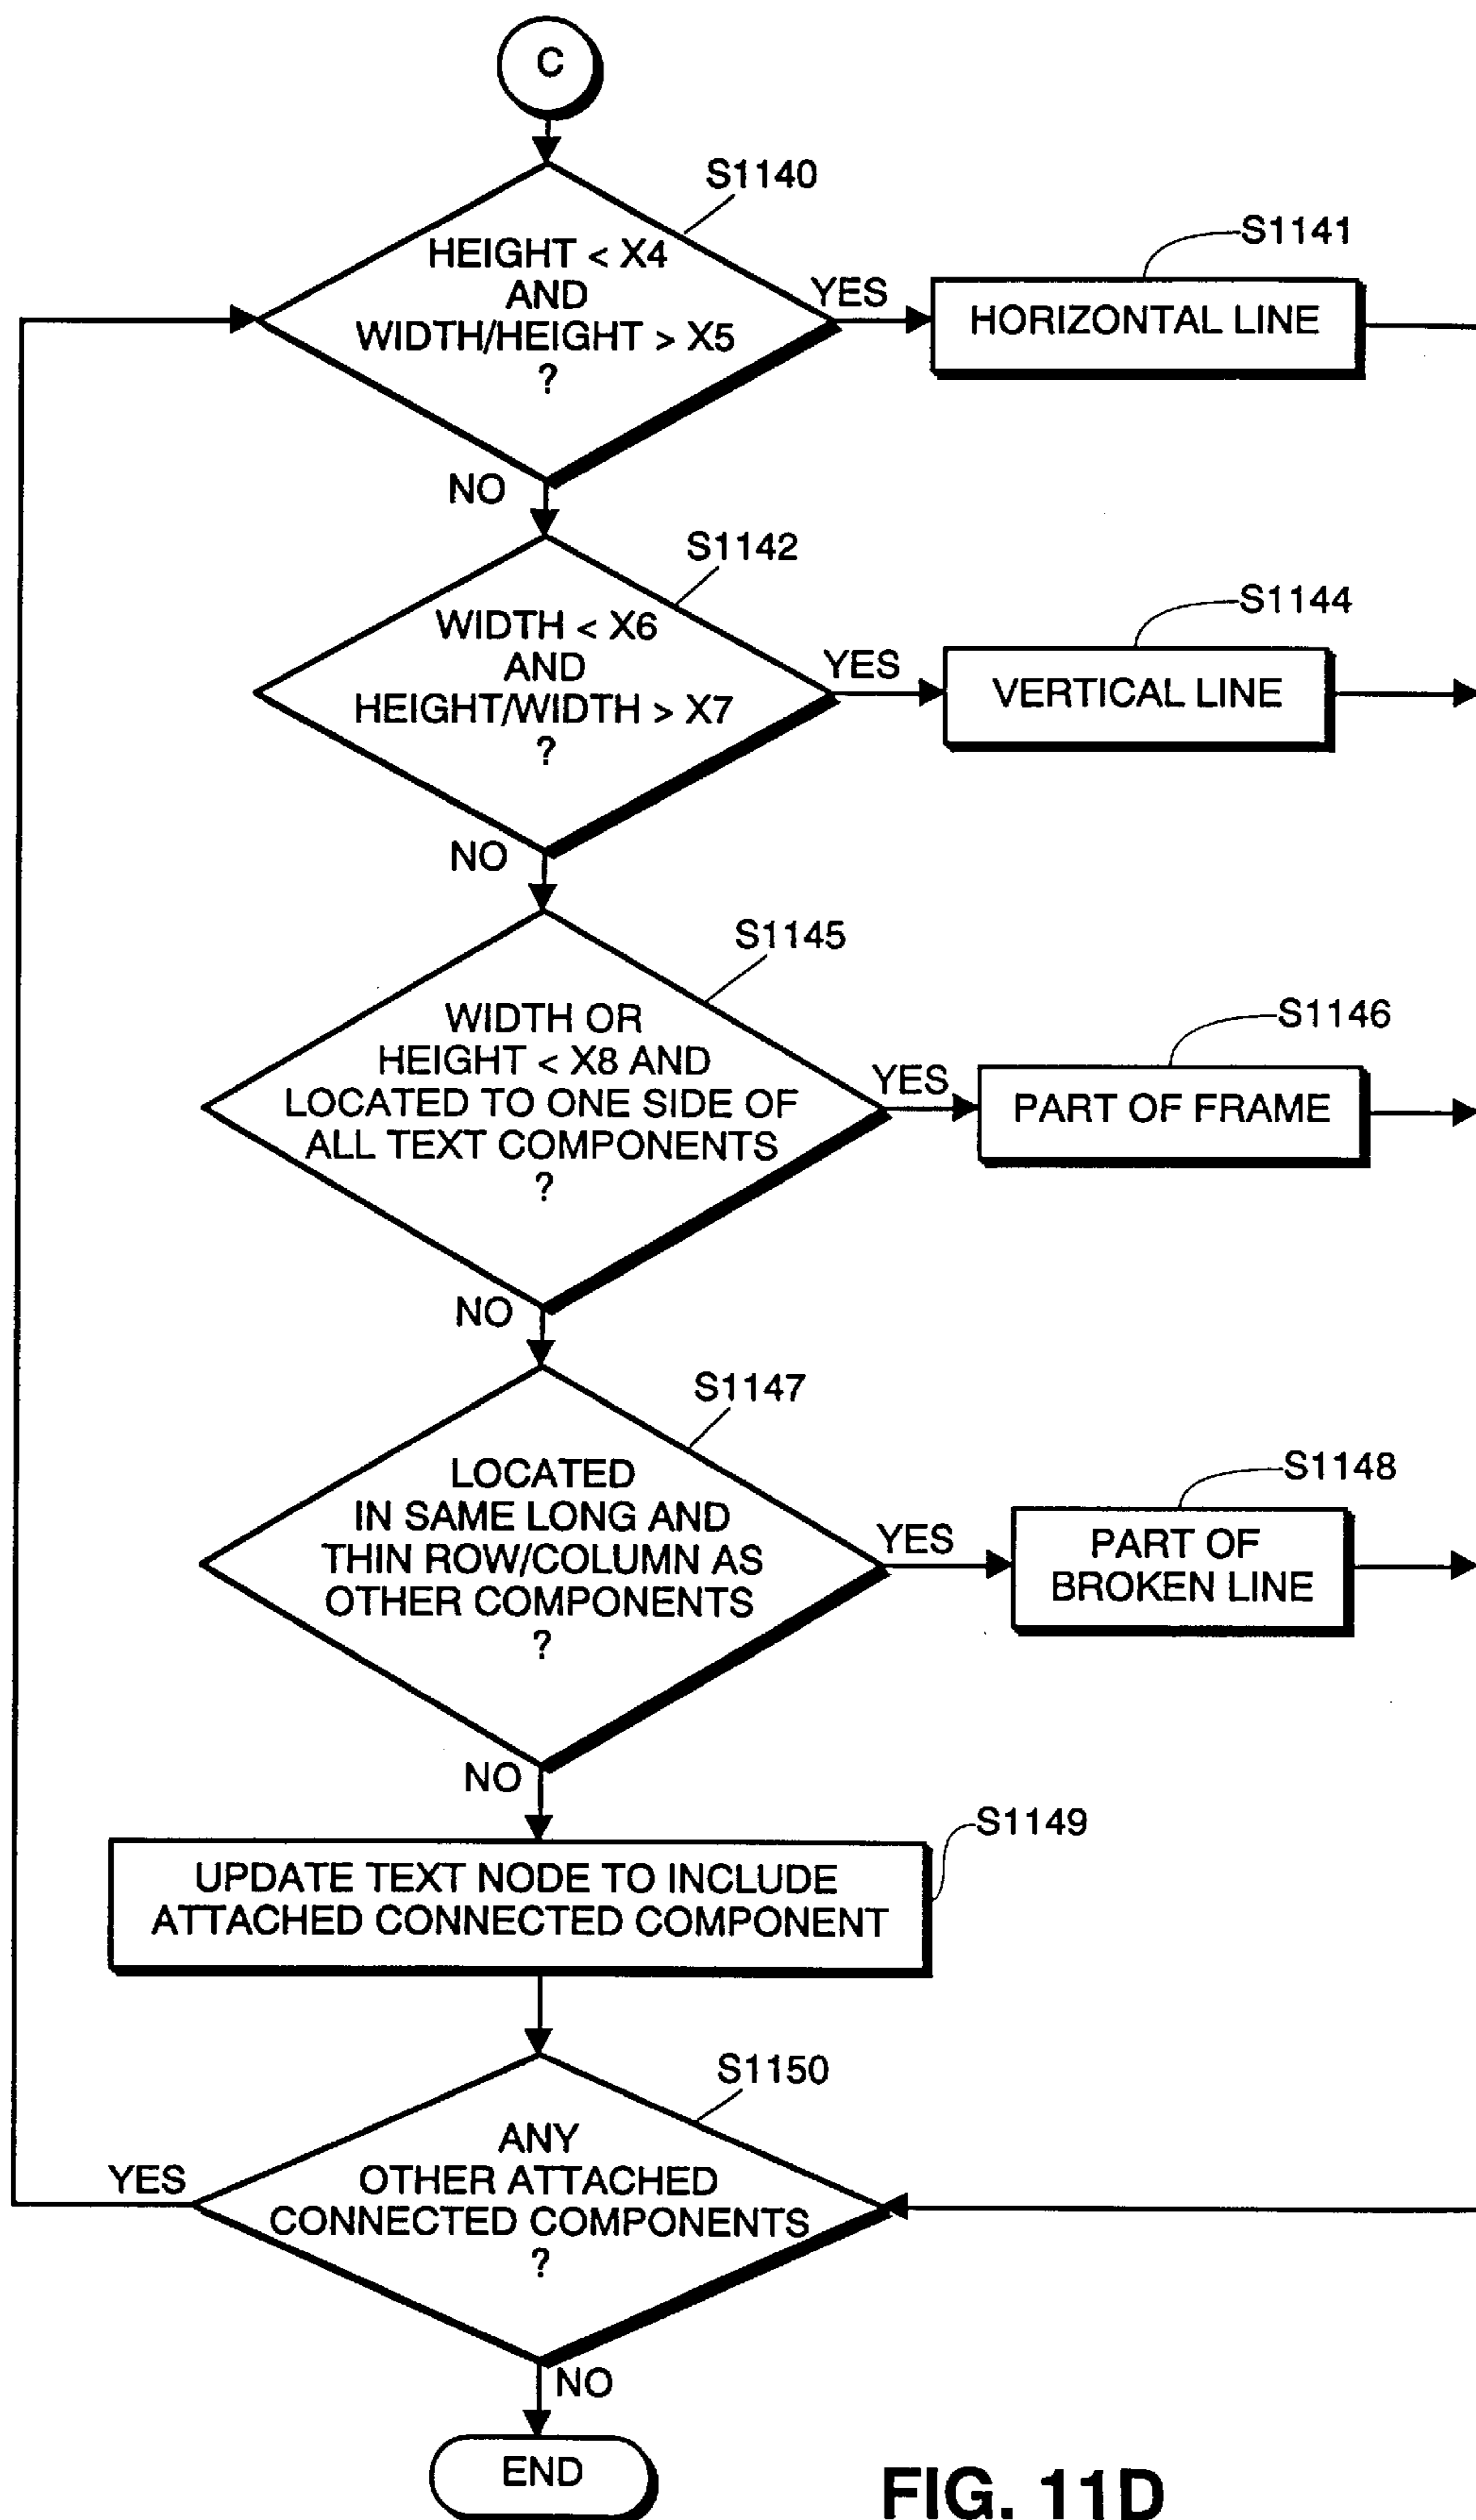 C
S1140
HEIGHT < X4
AND
WIDTH/HEIGHT > X5
?
YES
S1141
HORIZONTAL LINE
NO
S1142
WIDTH < X6
AND
HEIGHT/WIDTH > X7
?
YES
S1144
VERTICAL LINE
NO
S1145
WIDTH OR
HEIGHT < X8 AND
LOCATED TO ONE SIDE OF
ALL TEXT COMPONENTS
?
YES
S1146
PART OF FRAME
NO
S1147
LOCATED
IN SAME LONG AND
THIN ROW/COLUMN AS
OTHER COMPONENTS
?
YES
S1148
PART OF
BROKEN LINE
NO
S1149
UPDATE TEXT NODE TO INCLUDE
ATTACHED CONNECTED COMPONENT
S1150
ANY
OTHER ATTACHED
CONNECTED COMPONENTS
?
YES
NO
END
FIG. 11D